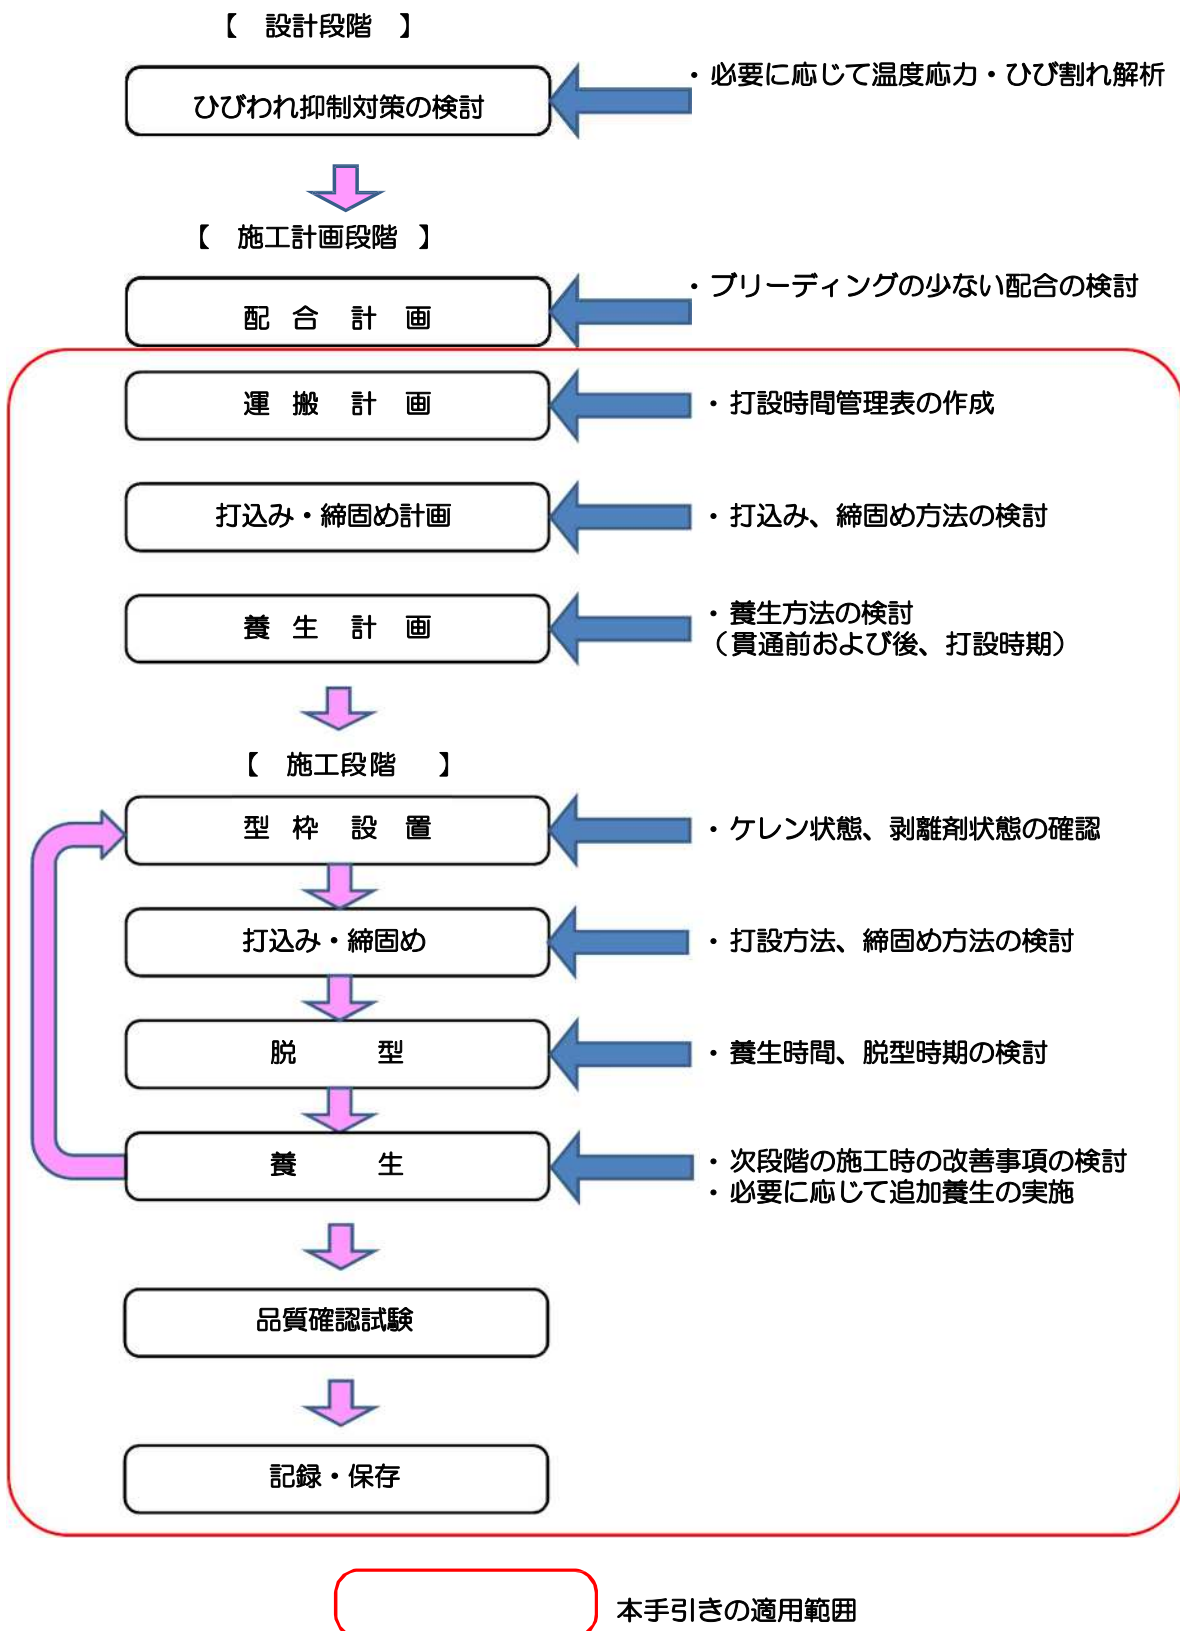 【 設計段階 】
ひびわれ抑制対策の検討
・必要に応じて温度応力・ひび割れ解析
【 施工計画段階 】
配 合 計 画
・ブリーディングの少ない配合の検討
運 搬 計 画
・打設時間管理表の作成
打込み・締固め計画
・打込み、締固め方法の検討
養 生 計 画
・養生方法の検討
（貫通前および後、打設時期）
【 施工段階 】
型 枠 設 置
・ケレン状態、剥離剤状態の確認
打込み・締固め
・打設方法、締固め方法の検討
脱 型
・養生時間、脱型時期の検討
養 生
・次段階の施工時の改善事項の検討
・必要に応じて追加養生の実施
品質確認試験
記録・保存
本手引きの適用範囲